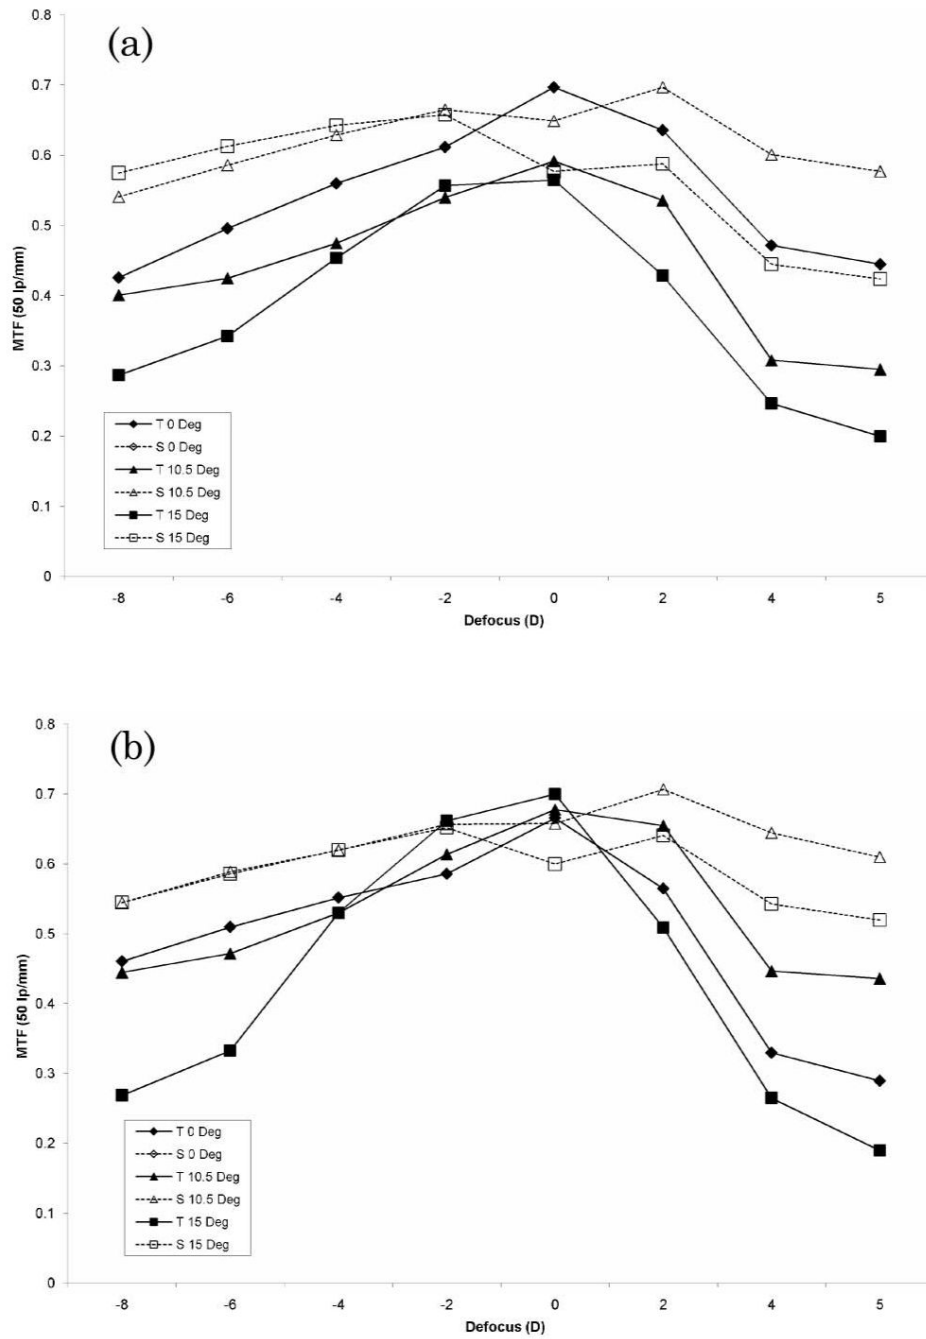 (a)
0.8
0.7
0.6
0.5
0.4
0.3
0.2
0.1
0
MTF (50 lp/mm)
T 0 Deg
S 0 Deg
T 10.5 Deg
S 10.5 Deg
T 15 Deg
S 15 Deg
-8 -6 -4 -2 0 2 4 5
Defocus (D)
(b)
0.8
0.7
0.6
0.5
0.4
0.3
0.2
0.1
0
MTF (50 lp/mm)
T 0 Deg
S 0 Deg
T 10.5 Deg
S 10.5 Deg
T 15 Deg
S 15 Deg
-8 -6 -4 -2 0 2 4 5
Defocus (D)